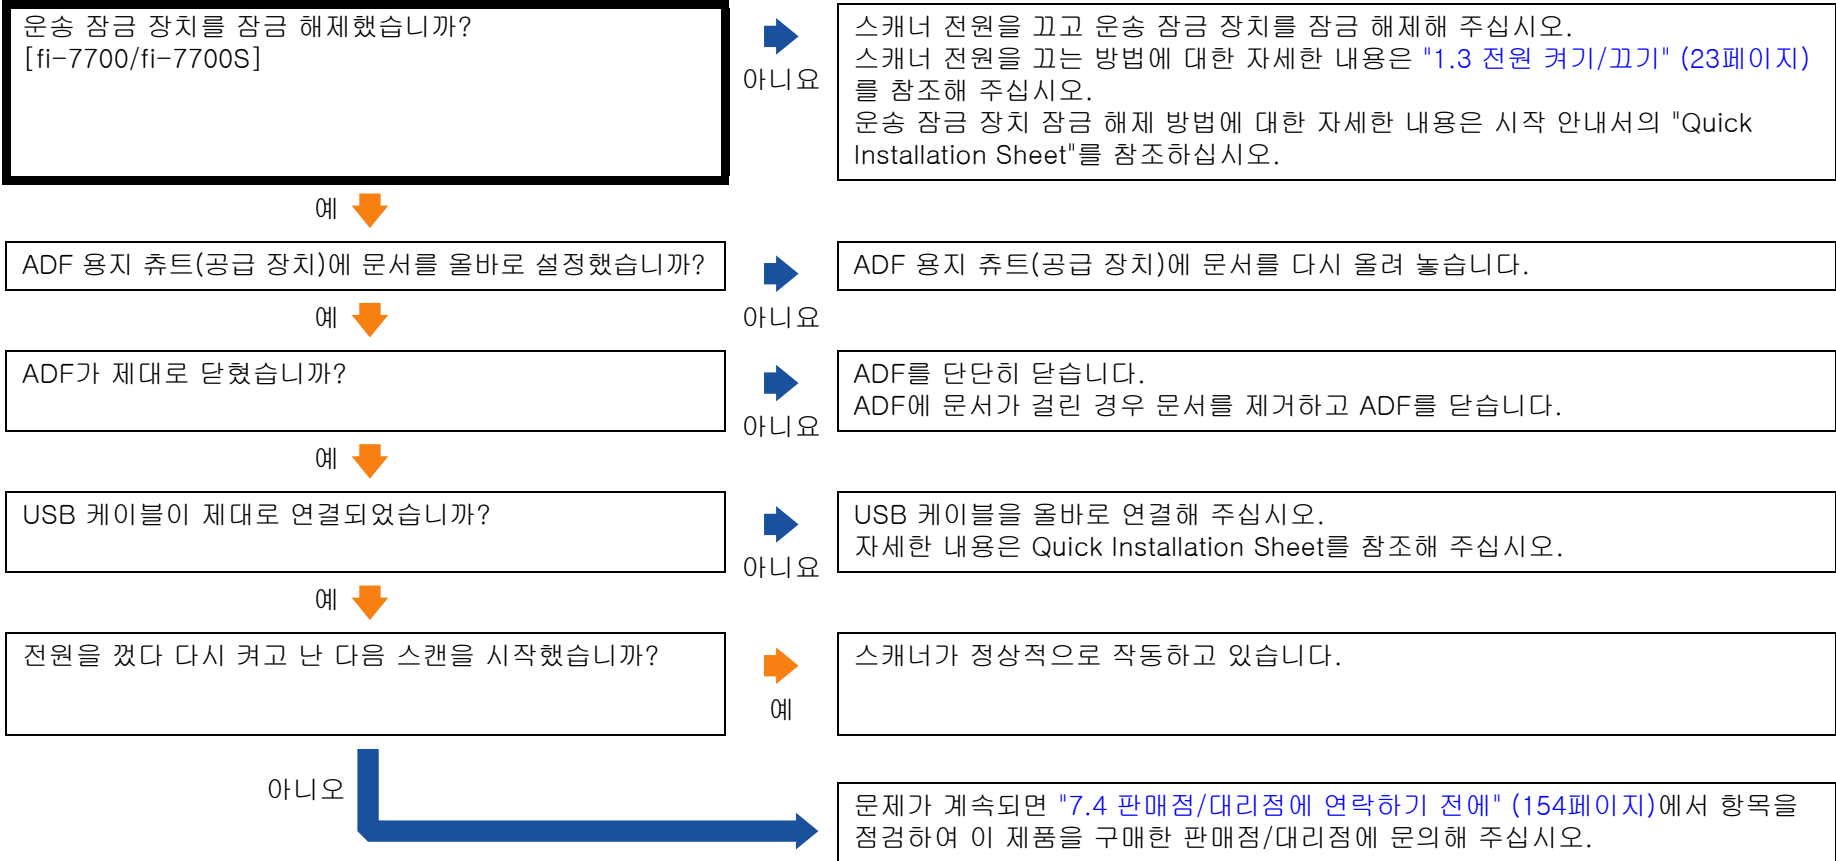 운송 잠금 장치를 잠금 해제했습니까?
[fi-7700/fi-7700S]
아니요
스캐너 전원을 끄고 운송 잠금 장치를 잠금 해제해 주십시오.
스캐너 전원을 끄는 방법에 대한 자세한 내용은 "1.3 전원 켜기/끄기" (23페이지)
를 참조해 주십시오.
운송 잠금 장치 잠금 해제 방법에 대한 자세한 내용은 시작 안내서의 "Quick
Installation Sheet"를 참조하십시오.
예
ADF 용지 츄트(공급 장치)에 문서를 올바로 설정했습니까?
아니요
ADF 용지 츄트(공급 장치)에 문서를 다시 올려 놓습니다.
예
ADF가 제대로 닫혔습니까?
아니요
ADF를 단단히 닫습니다.
ADF에 문서가 걸린 경우 문서를 제거하고 ADF를 닫습니다.
예
USB 케이블이 제대로 연결되었습니까?
아니요
USB 케이블을 올바로 연결해 주십시오.
자세한 내용은 Quick Installation Sheet를 참조해 주십시오.
예
전원을 껐다 다시 켜고 난 다음 스캔을 시작했습니까?
예
스캐너가 정상적으로 작동하고 있습니다.
아니오
문제가 계속되면 "7.4 판매점/대리점에 연락하기 전에" (154페이지)에서 항목을
점검하여 이 제품을 구매한 판매점/대리점에 문의해 주십시오.